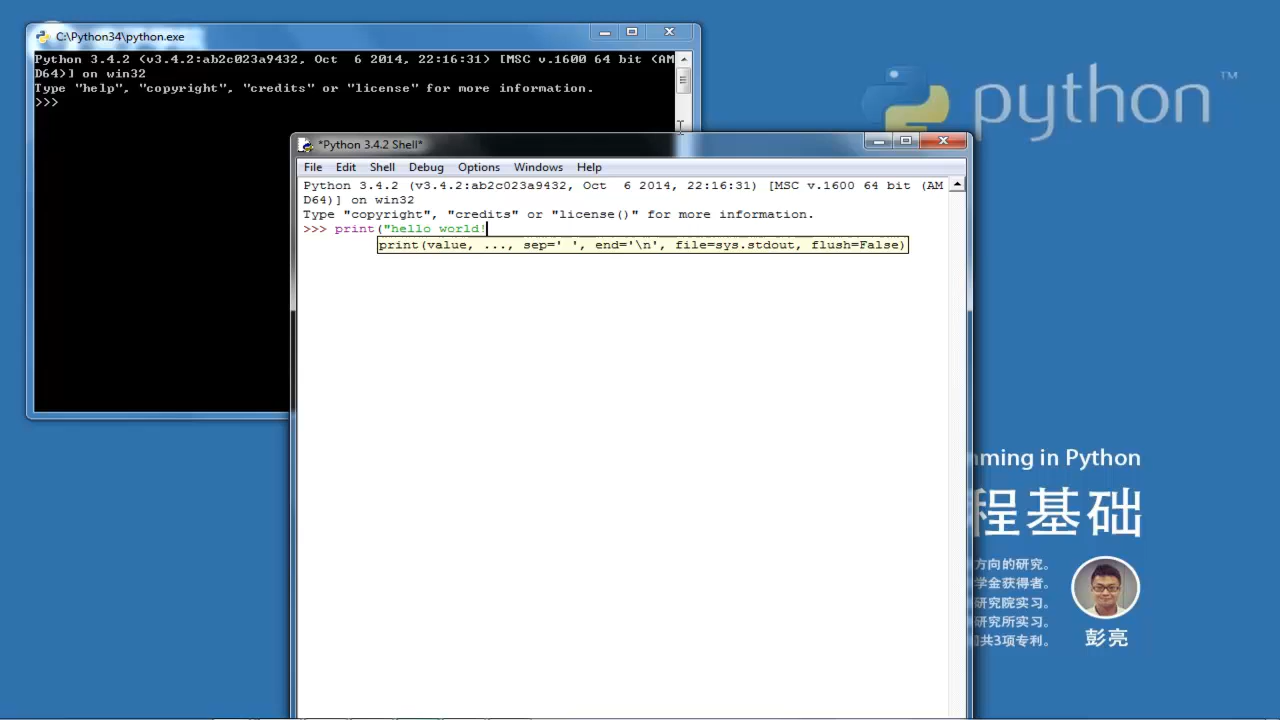 C:\Python34\python.exe
Python 3.4.2 (v3.4.2:ab2c023a9432, Oct  6 2014, 22:16:31) [MSC v.1600 64 bit (AM
D64)] on win32
Type "help", "copyright", "credits" or "license" for more information.
>>>
python™
*Python 3.4.2 Shell*
File Edit Shell Debug Options Windows Help
Python 3.4.2 (v3.4.2:ab2c023a9432, Oct  6 2014, 22:16:31) [MSC v.1600 64 bit (AM
D64)] on win32
Type "copyright", "credits" or "license()" for more information.
>>> print("hello world!
print(value, ..., sep=' ', end='\n', file=sys.stdout, flush=False)
mming in Python
程基础
方向的研究。
学金获得者。
研究院实习。
研究所实习。
共3项专利。
彭亮